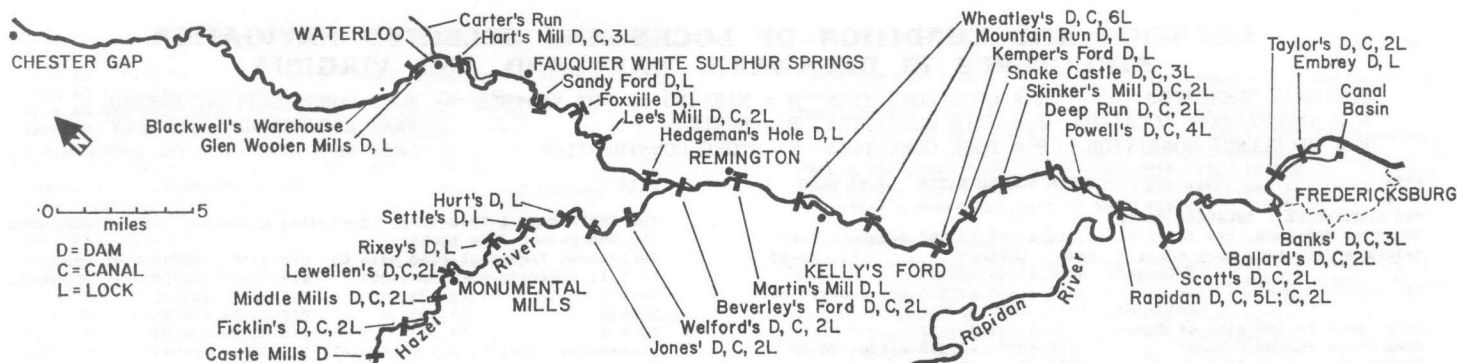 Carter's Run
WATERLOO
Hart's Mill D, C, 3L
CHESTER GAP
FAUQUIER WHITE SULPHUR SPRINGS
Sandy Ford D, L
Foxville D, L
Lee's Mill D, C, 2L
Blackwell's Warehouse
Glen Woolen Mills D, L
Hedgeman's Hole D, L
REMINGTON
Wheatley's D, C, 6L
Mountain Run D, L
Kemper's Ford D, L
Snake Castle D, C, 3L
Skinker's Mill D, C, 2L
Deep Run D, C, 2L
Powell's D, C, 4L
Taylor's D, C, 2L
Embrey D, L
Canal
Basin
FREDERICKSBURG
Banks' D, C, 3L
Ballard's D, C, 2L
Scott's D, C, 2L
Rapidan D, C, 5L; C, 2L
0 5
miles
D = DAM
C = CANAL
L = LOCK
Hurt's D, L
Settle's D, L
Rixey's D, L
Lewellen D, C, 2L
Middle Mills D, C, 2L
Ficklin's D, C, 2L
Castle Mills D
Hazel River
MONUMENTAL
MILLS
KELLY'S FORD
Martin's Mill D, L
Beverley's Ford D, C, 2L
Welford's D, C, 2L
Jones' D, C, 2L
Rapidan River